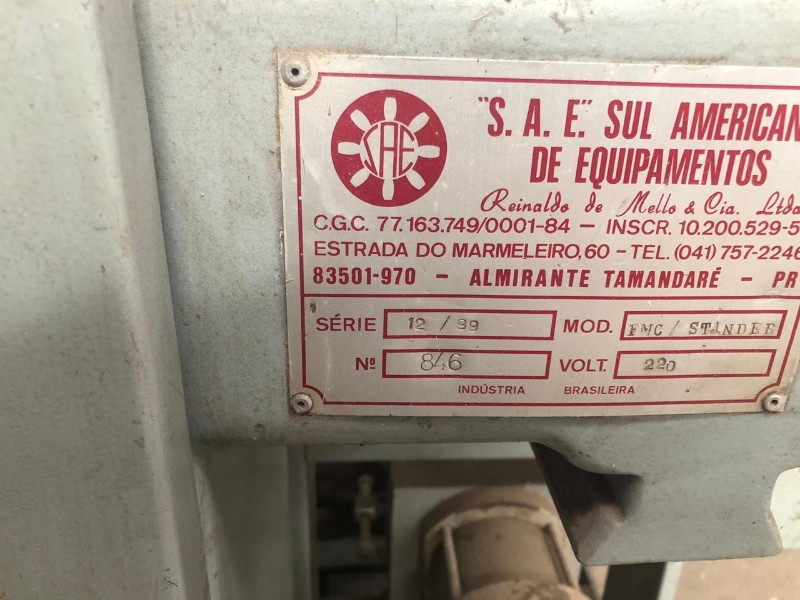 SAE
"S. A. E." SUL AMERICAN
DE EQUIPAMENTOS
Reinaldo de Mello & Cia. Ltda
C.G.C. 77.163.749/0001-84 – INSCR. 10.200.529-5
ESTRADA DO MARMELEIRO, 60 – TEL. (041) 757-2246
83501-970 – ALMIRANTE TAMANDARÉ – PR
SÉRIE 12 / 99 MOD. FMC / STANDER
Nº 846 VOLT. 220
INDÚSTRIA BRASILEIRA